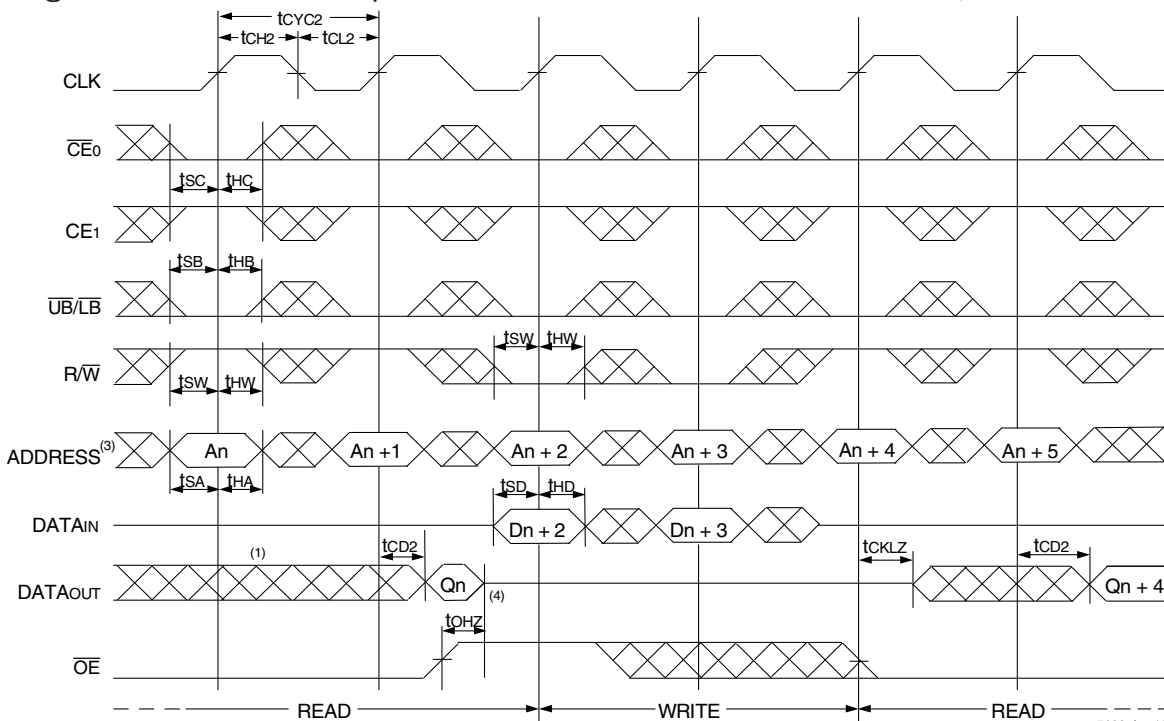 tCYC2
tCH2 tCL2
CLK
CE0
tSC tHC
CE1
tSB tHB
UB/LB
tSW tHW
R/W
tSW tHW
ADDRESS(3) An An +1 An + 2 An + 3 An + 4 An + 5
tSA tHA tSD tHD
DATAIN Dn + 2 Dn + 3
tCD2 tCKLZ tCD2
(1)
DATAOUT Qn (4) Qn + 4
tOHZ
OE
READ WRITE READ